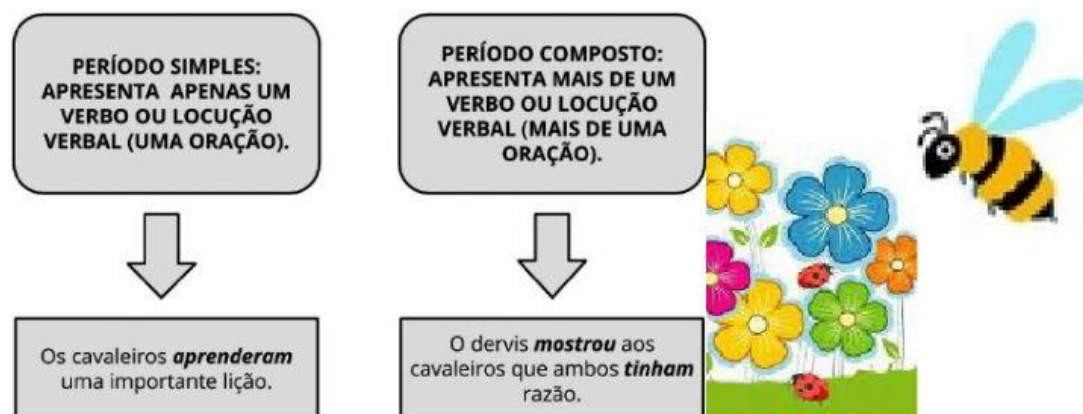 PERÍODO SIMPLES:
APRESENTA APENAS UM
VERBO OU LOCUÇÃO
VERBAL (UMA ORAÇÃO).
PERÍODO COMPOSTO:
APRESENTA MAIS DE UM
VERBO OU LOCUÇÃO
VERBAL (MAIS DE UMA
ORAÇÃO).
Os cavaleiros aprenderam
uma importante lição.
O dervis mostrou aos
cavaleiros que ambos tinham
razão.